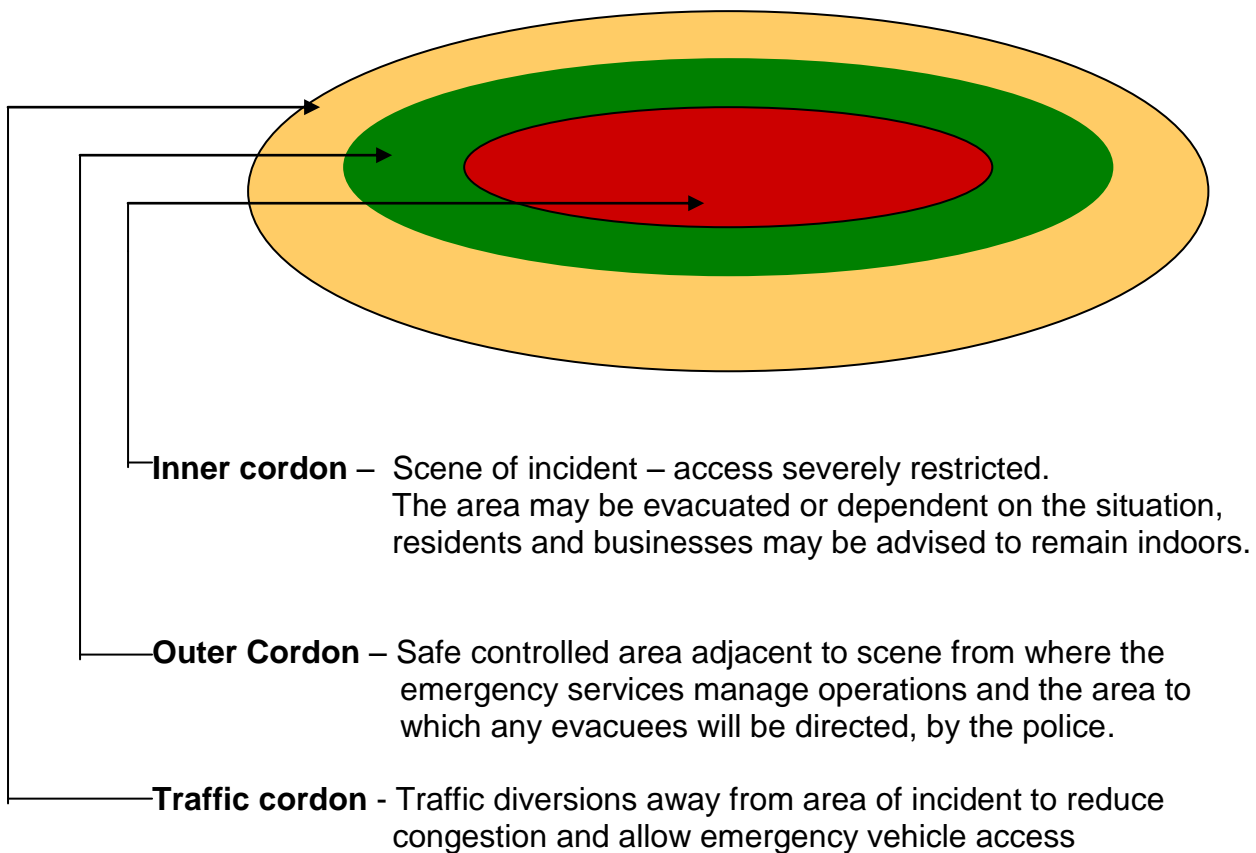 Inner cordon – Scene of incident – access severely restricted.
The area may be evacuated or dependent on the situation,
residents and businesses may be advised to remain indoors.
Outer Cordon – Safe controlled area adjacent to scene from where the
emergency services manage operations and the area to
which any evacuees will be directed, by the police.
Traffic cordon - Traffic diversions away from area of incident to reduce
congestion and allow emergency vehicle access